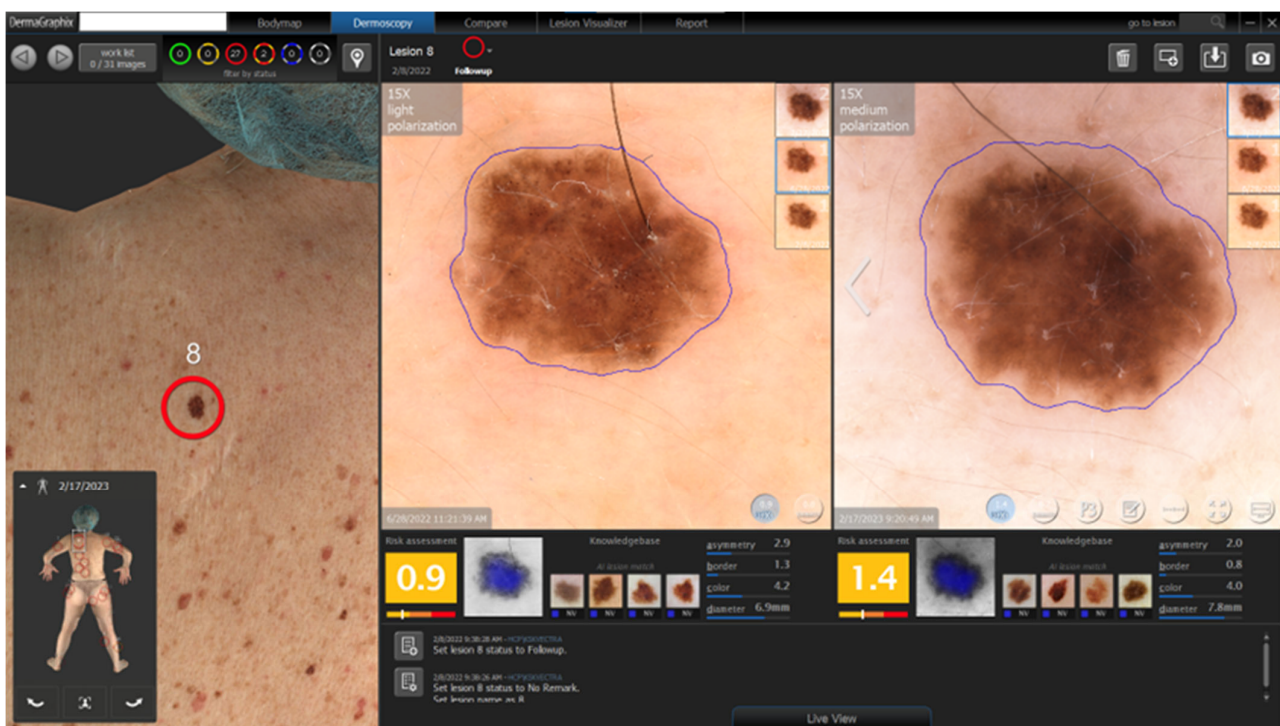 DermaGraphix
Bodymap
Dermoscopy
Compare
Lesion Visualizer
Report
go to lesion
work list
0 / 31 images
0 0 27 2 0 0
filter by status
Lesion 8
2/8/2022
Followup
15X
light
polarization
2
15X
medium
polarization
8
2/17/2023
6/28/2022 11:21:39 AM
2/17/2023 9:20:49 AM
Risk assessment
0.9
Knowledgebase
AI lesion match
NV NV NV NV
asymmetry 2.9
border 1.3
color 4.2
diameter 6.9mm
Risk assessment
1.4
Knowledgebase
AI lesion match
NV NV NV NV
asymmetry 2.0
border 0.8
color 4.0
diameter 7.8mm
2/8/2022 9:38:28 AM -
Set lesion 8 status to Followup.
2/8/2022 9:38:26 AM -
Set lesion 8 status to No Remark.
Set lesion name as 8
Live View